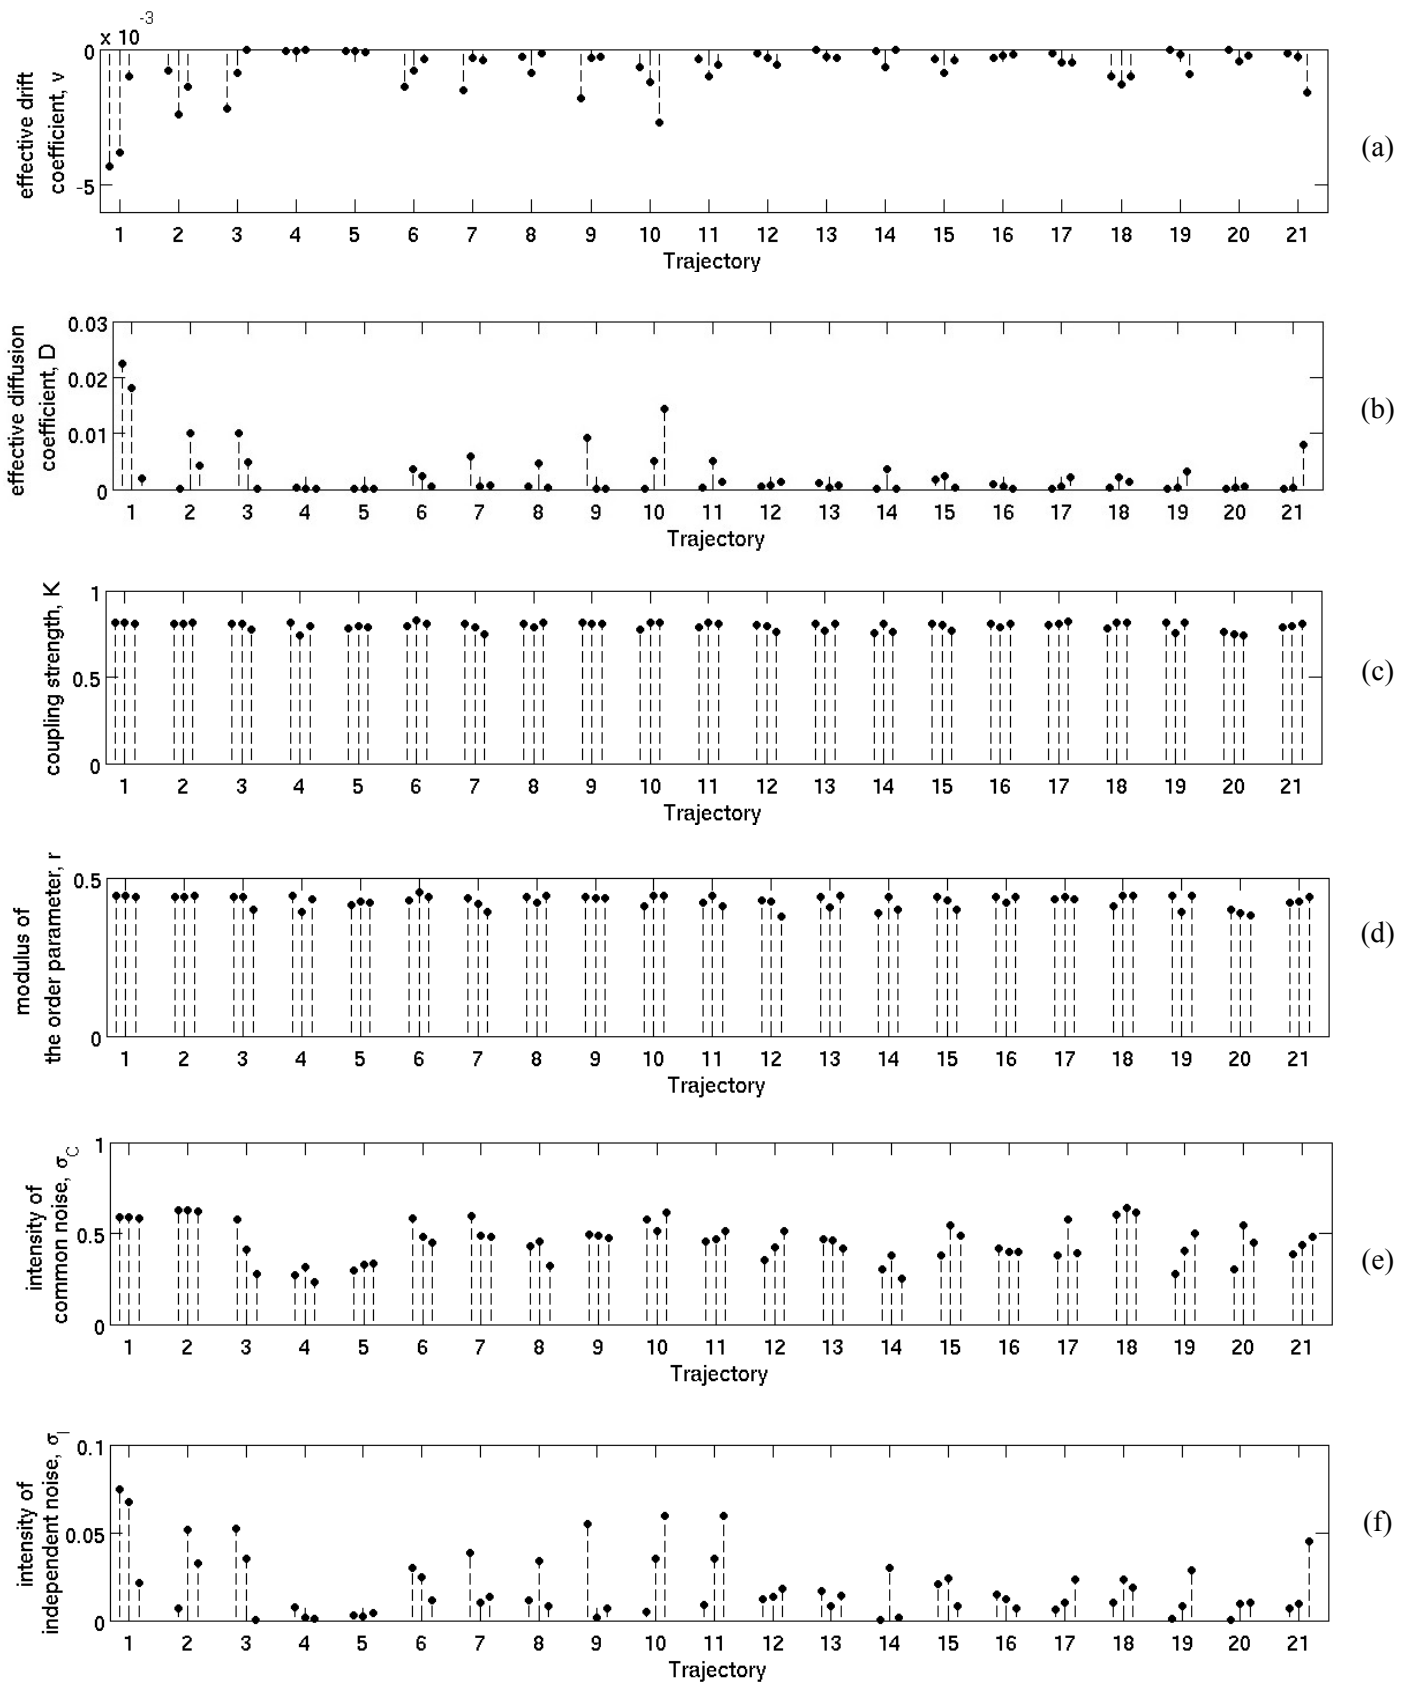 x 10 -3
0
-5
effective drift
coefficient, v
1 2 3 4 5 6 7 8 9 10 11 12 13 14 15 16 17 18 19 20 21
Trajectory
(a)
0.03
0.02
0.01
0
effective diffusion
coefficient, D
1 2 3 4 5 6 7 8 9 10 11 12 13 14 15 16 17 18 19 20 21
Trajectory
(b)
1
0.5
0
coupling strength, K
1 2 3 4 5 6 7 8 9 10 11 12 13 14 15 16 17 18 19 20 21
Trajectory
(c)
0.5
0
modulus of
the order parameter, r
1 2 3 4 5 6 7 8 9 10 11 12 13 14 15 16 17 18 19 20 21
Trajectory
(d)
1
0.5
0
intensity of
common noise, σC
1 2 3 4 5 6 7 8 9 10 11 12 13 14 15 16 17 18 19 20 21
Trajectory
(e)
0.1
0.05
0
intensity of
independent noise, σI
1 2 3 4 5 6 7 8 9 10 11 12 13 14 15 16 17 18 19 20 21
Trajectory
(f)